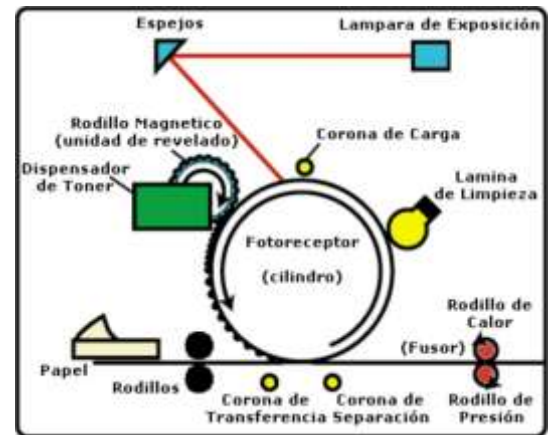 Espejos
Lampara de Exposición
Rodillo Magnetico
(unidad de revelado)
Corona de Carga
Dispensador
de Toner
Lamina
de Limpieza
Fotoreceptor
(cilindro)
Rodillo de
Calor
(Fusor)
Papel
Rodillos
Corona de
Transferencia
Corona de
Separación
Rodillo de
Presión